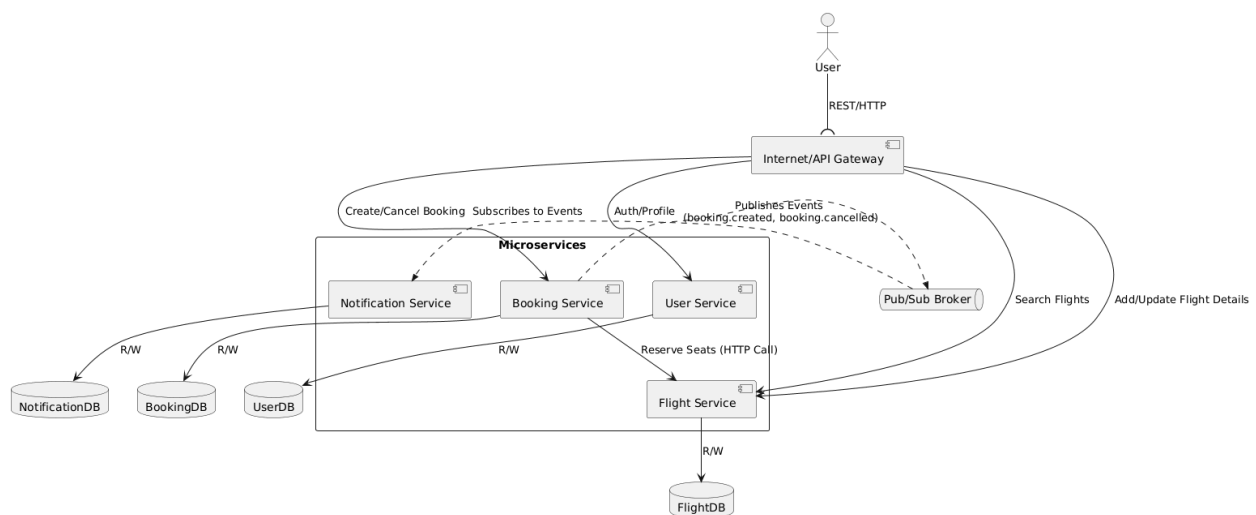 User
REST/HTTP
Internet/API Gateway
Create/Cancel Booking
Subscribes to Events
Auth/Profile
Publishes Events
(booking.created, booking.cancelled)
Microservices
Notification Service
Booking Service
User Service
Pub/Sub Broker
Search Flights
Add/Update Flight Details
R/W
R/W
R/W
Reserve Seats (HTTP Call)
NotificationDB
BookingDB
UserDB
Flight Service
R/W
FlightDB